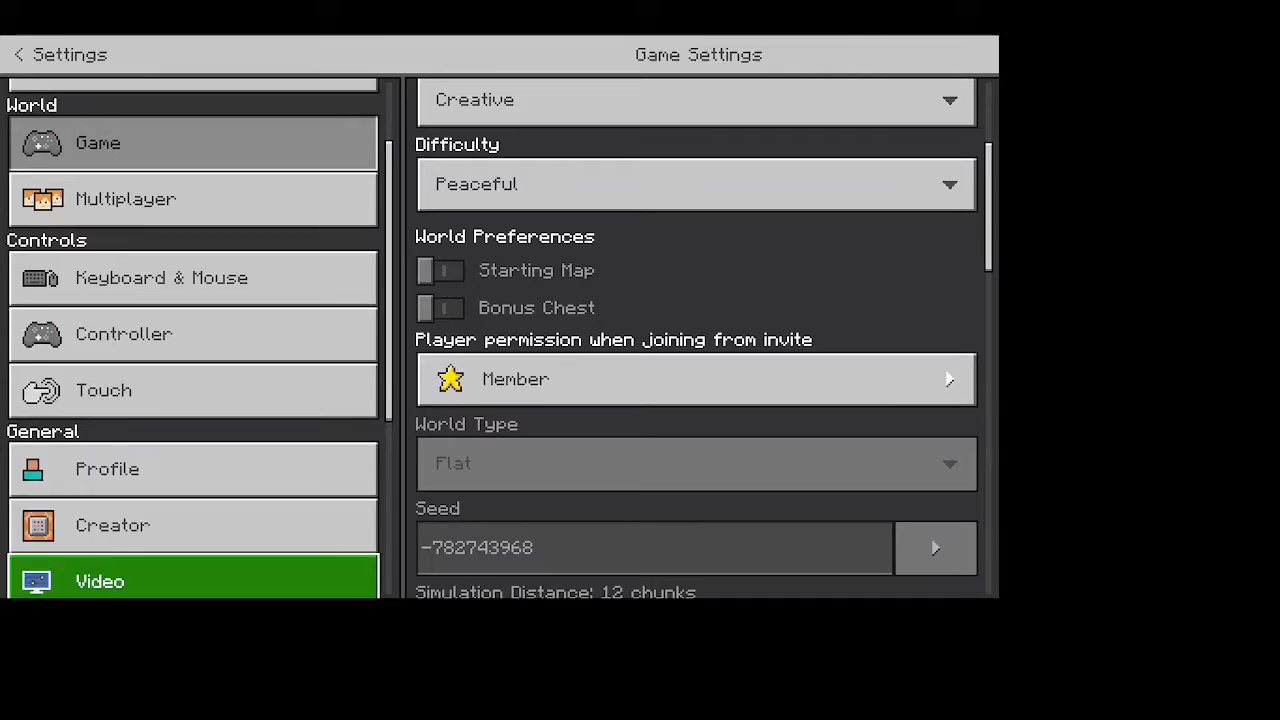 Settings
Game Settings
World
Game
Multiplayer
Controls
Keyboard & Mouse
Controller
Touch
General
Profile
Creator
Video
Creative
Difficulty
Peaceful
World Preferences
Starting Map
Bonus Chest
Player permission when joining from invite
Member
World Type
Flat
Seed
-782743968
Simulation Distance: 12 chunks